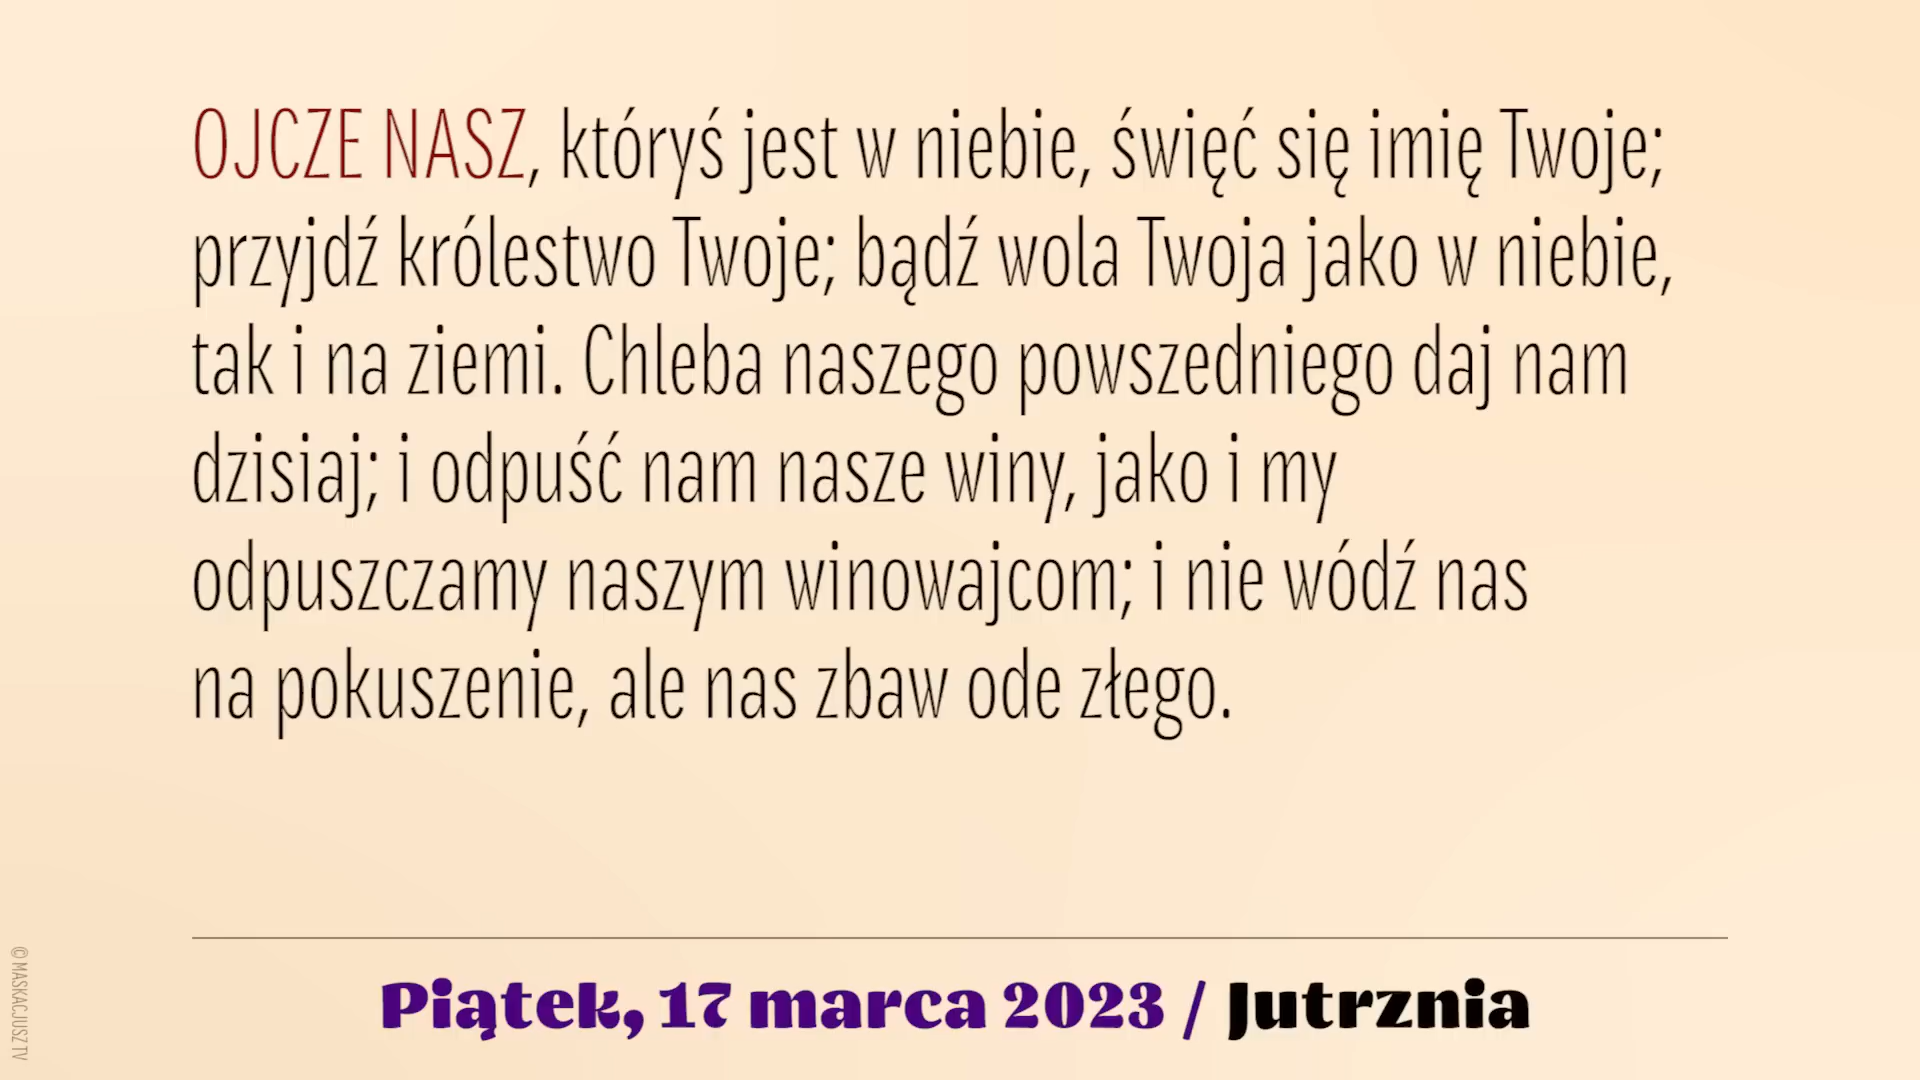 OJCZE NASZ, któryś jest w niebie, święć się imię Twoje;
przyjdź królestwo Twoje; bądź wola Twoja jako w niebie,
tak i na ziemi. Chleba naszego powszedniego daj nam
dzisiaj; i odpuść nam nasze winy, jako i my
odpuszczamy naszym winowajcom; i nie wódź nas
na pokuszenie, ale nas zbaw ode złego.
Piątek, 17 marca 2023 / Jutrznia
© MASKACJUSZ TV